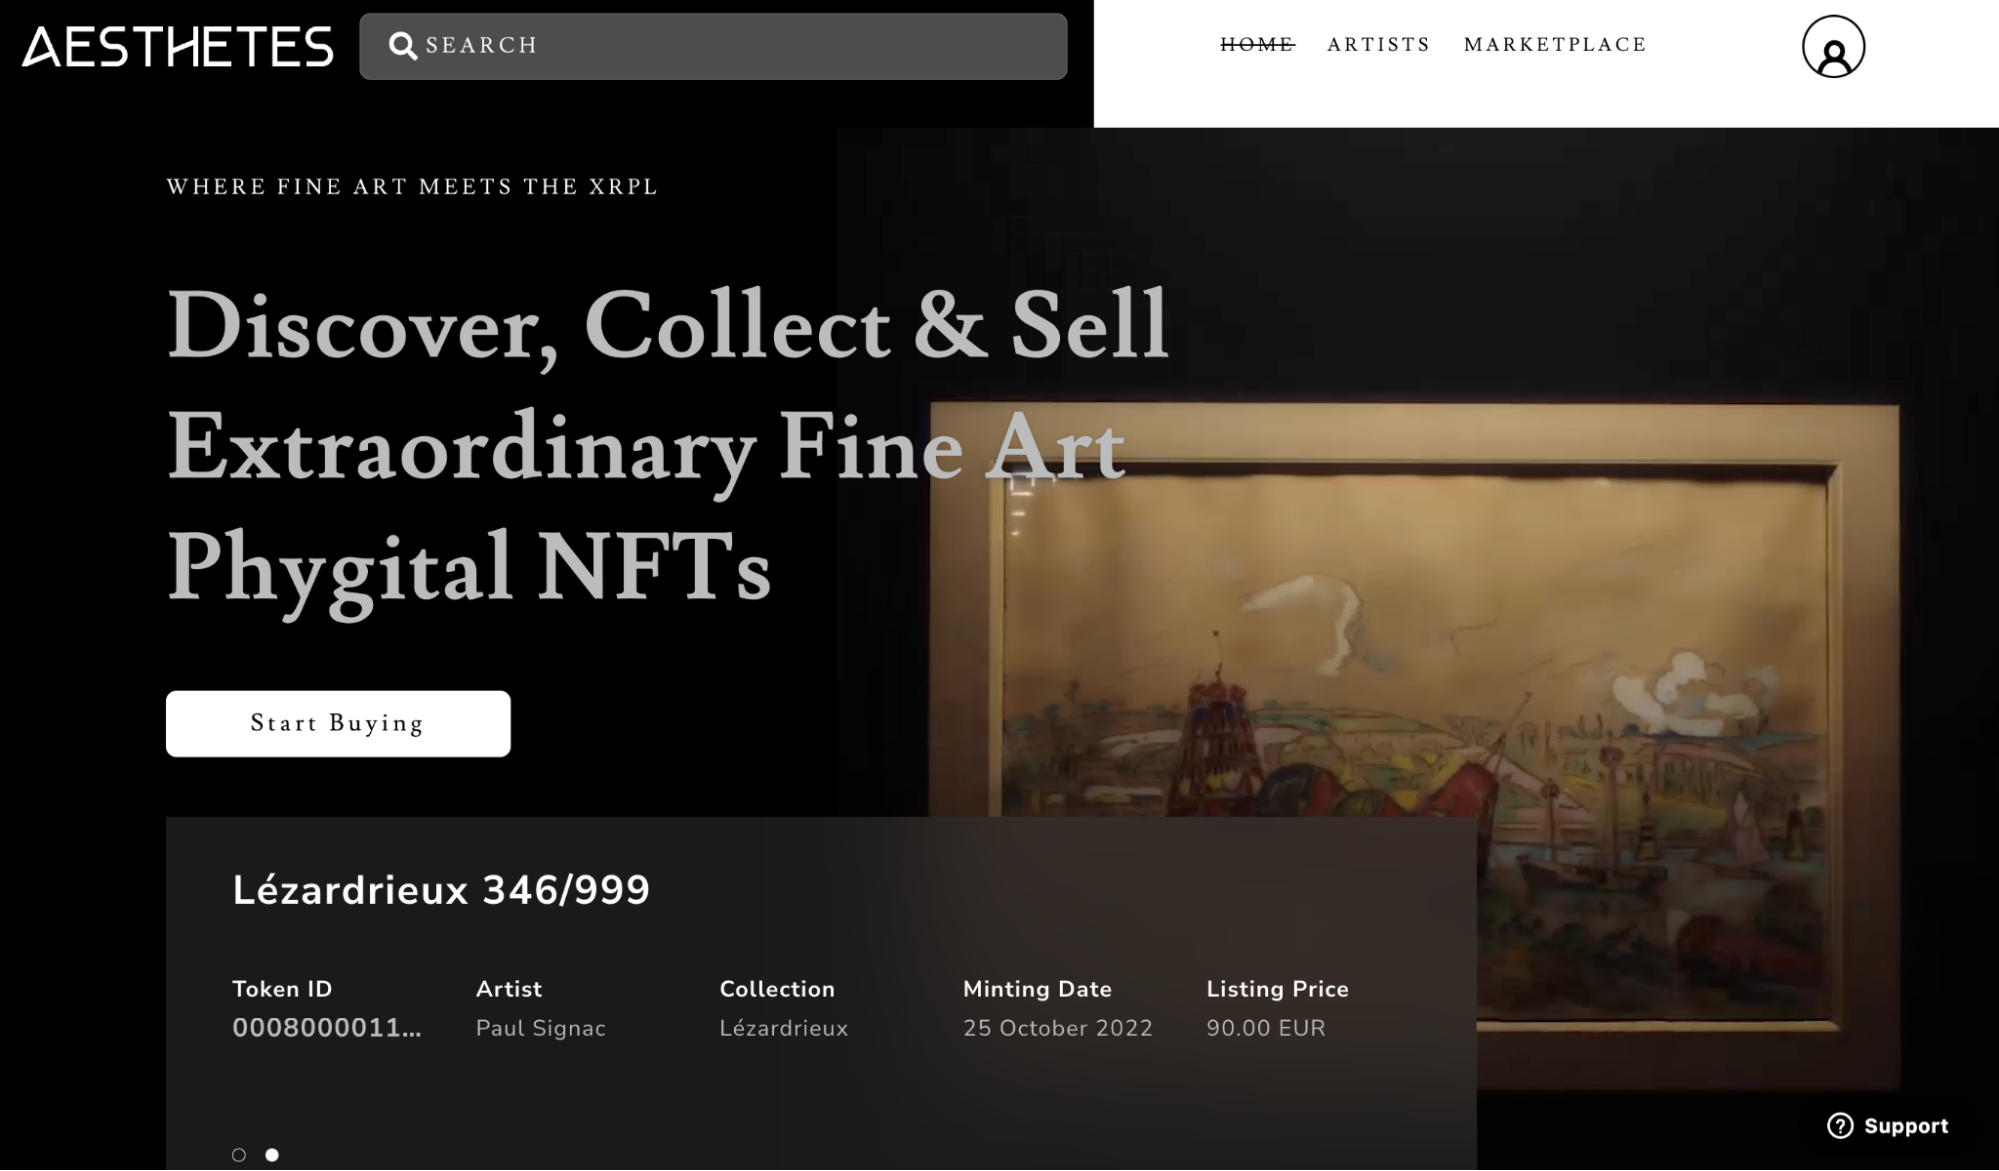 AESTHETES
SEARCH
HOME ARTISTS MARKETPLACE
WHERE FINE ART MEETS THE XRPL
Discover, Collect & Sell
Extraordinary Fine Art
Phygital NFTs
Start Buying
Lézardrieux 346/999
Token ID Artist Collection Minting Date Listing Price
0008000011... Paul Signac Lézardrieux 25 October 2022 90.00 EUR
Support